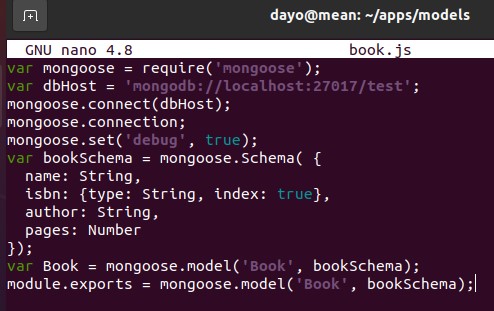 dayo@mean: ~/apps/models
GNU nano 4.8 book.js
var mongoose = require('mongoose');
var dbHost = 'mongodb://localhost:27017/test';
mongoose.connect(dbHost);
mongoose.connection;
mongoose.set('debug', true);
var bookSchema = mongoose.Schema( {
  name: String,
  isbn: {type: String, index: true},
  author: String,
  pages: Number
});
var Book = mongoose.model('Book', bookSchema);
module.exports = mongoose.model('Book', bookSchema);